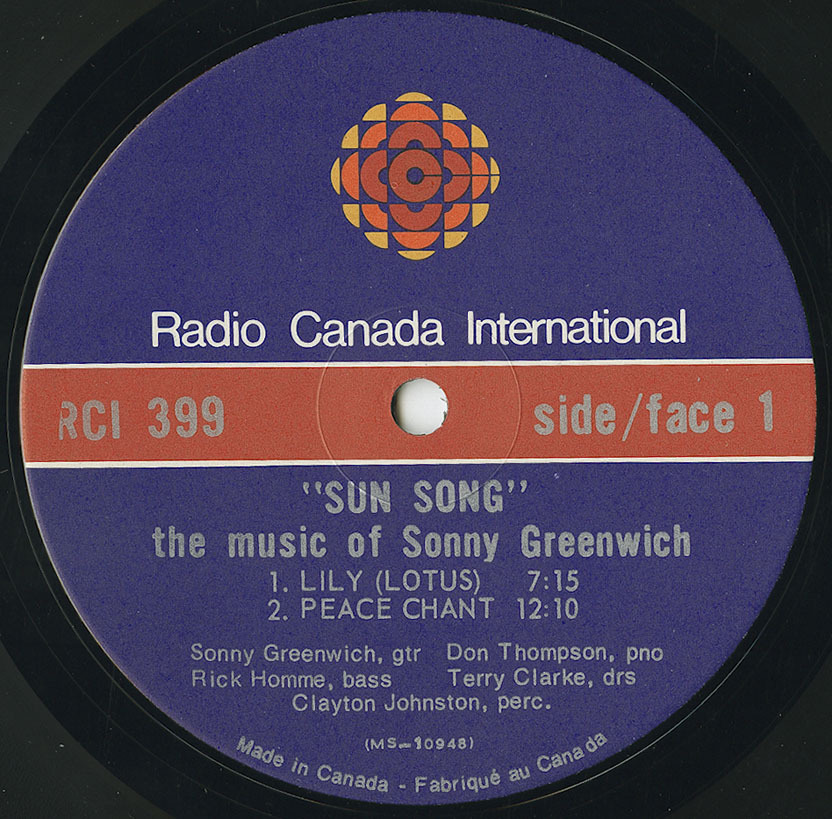 Radio Canada International
RCI 399
side/face 1
"SUN SONG"
the music of Sonny Greenwich
1. LILY (LOTUS) 7:15
2. PEACE CHANT 12:10
Sonny Greenwich, gtr Don Thompson, pno
Rick Homme, bass Terry Clarke, drs
Clayton Johnston, perc.
(MS-10948)
Made in Canada - Fabriqué au Canada